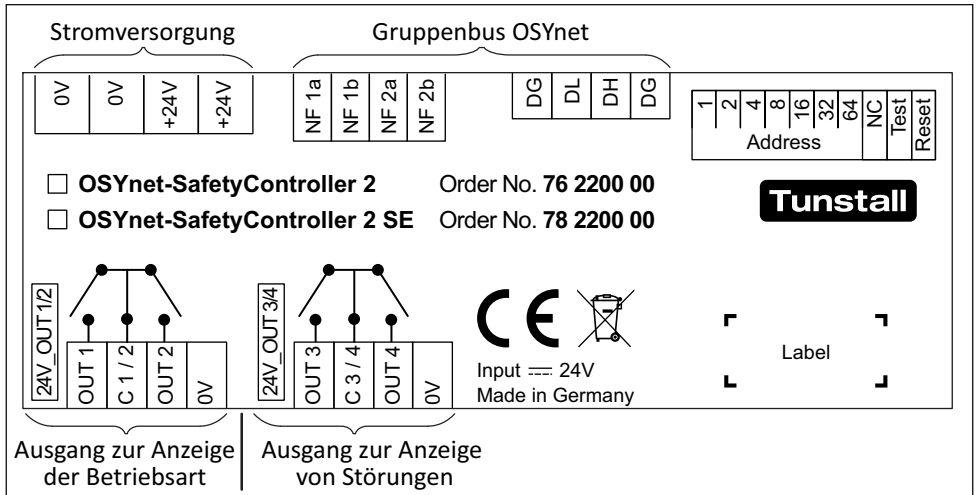 Stromversorgung
Gruppenbus OSYnet
0V
0V
+24V
+24V
NF 1a
NF 1b
NF 2a
NF 2b
DG
DL
DH
DG
1
2
4
8
16
32
64
NC
Test
Reset
Address
OSYnet-SafetyController 2 Order No. 76 2200 00
OSYnet-SafetyController 2 SE Order No. 78 2200 00
Tunstall
24V_OUT 1/2
OUT 1
C 1 / 2
OUT 2
0V
24V_OUT 3/4
OUT 3
C 3 / 4
OUT 4
0V
CE
Input ⎓ 24V
Made in Germany
Label
Ausgang zur Anzeige
der Betriebsart
Ausgang zur Anzeige
von Störungen